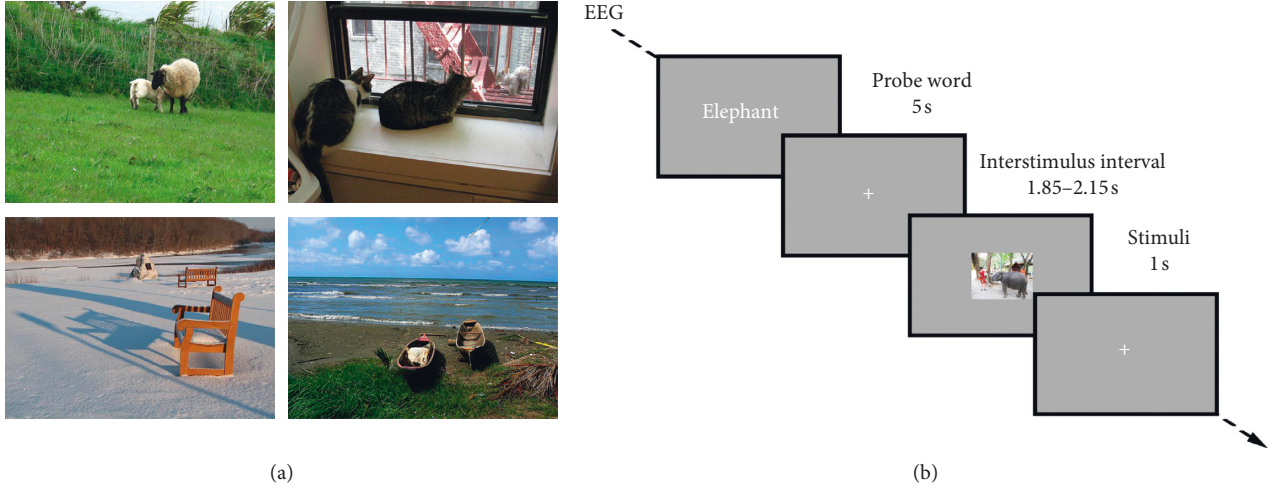 EEG
Elephant
Probe word
5 s
+
Interstimulus interval
1.85–2.15 s
Stimuli
1 s
+
(a)
(b)